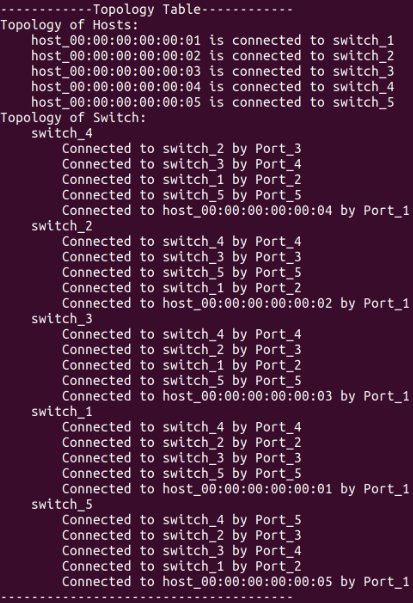 ------------Topology Table------------
Topology of Hosts:
    host_00:00:00:00:00:01 is connected to switch_1
    host_00:00:00:00:00:02 is connected to switch_2
    host_00:00:00:00:00:03 is connected to switch_3
    host_00:00:00:00:00:04 is connected to switch_4
    host_00:00:00:00:00:05 is connected to switch_5
Topology of Switch:
    switch_4
        Connected to switch_2 by Port_3
        Connected to switch_3 by Port_4
        Connected to switch_1 by Port_2
        Connected to switch_5 by Port_5
        Connected to host_00:00:00:00:00:04 by Port_1
    switch_2
        Connected to switch_4 by Port_4
        Connected to switch_3 by Port_3
        Connected to switch_5 by Port_5
        Connected to switch_1 by Port_2
        Connected to host_00:00:00:00:00:02 by Port_1
    switch_3
        Connected to switch_4 by Port_4
        Connected to switch_2 by Port_3
        Connected to switch_1 by Port_2
        Connected to switch_5 by Port_5
        Connected to host_00:00:00:00:00:03 by Port_1
    switch_1
        Connected to switch_4 by Port_4
        Connected to switch_2 by Port_2
        Connected to switch_3 by Port_3
        Connected to switch_5 by Port_5
        Connected to host_00:00:00:00:00:01 by Port_1
    switch_5
        Connected to switch_4 by Port_5
        Connected to switch_2 by Port_3
        Connected to switch_3 by Port_4
        Connected to switch_1 by Port_2
        Connected to host_00:00:00:00:00:05 by Port_1
--------------------------------------